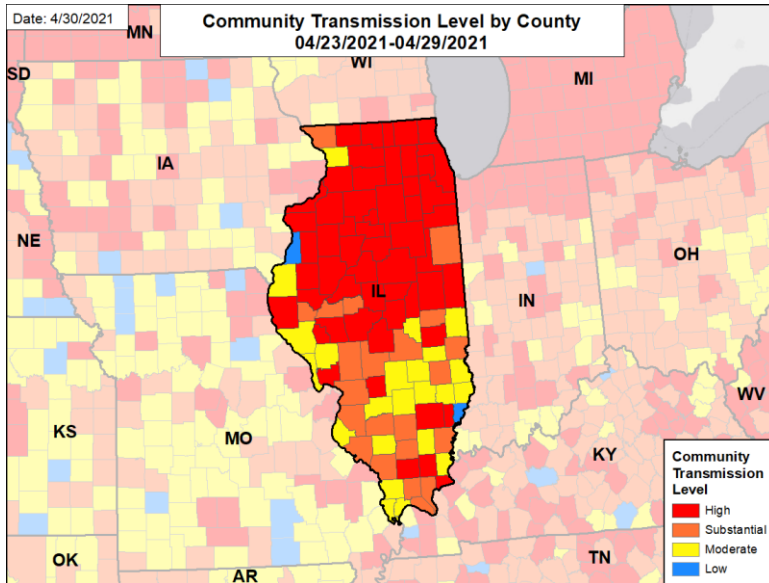 Date: 4/30/2021
Community Transmission Level by County
04/23/2021-04/29/2021
MN
SD
WI
MI
IA
NE
IL
IN
OH
WV
KS
MO
KY
OK
AR
TN
Community
Transmission
Level
High
Substantial
Moderate
Low